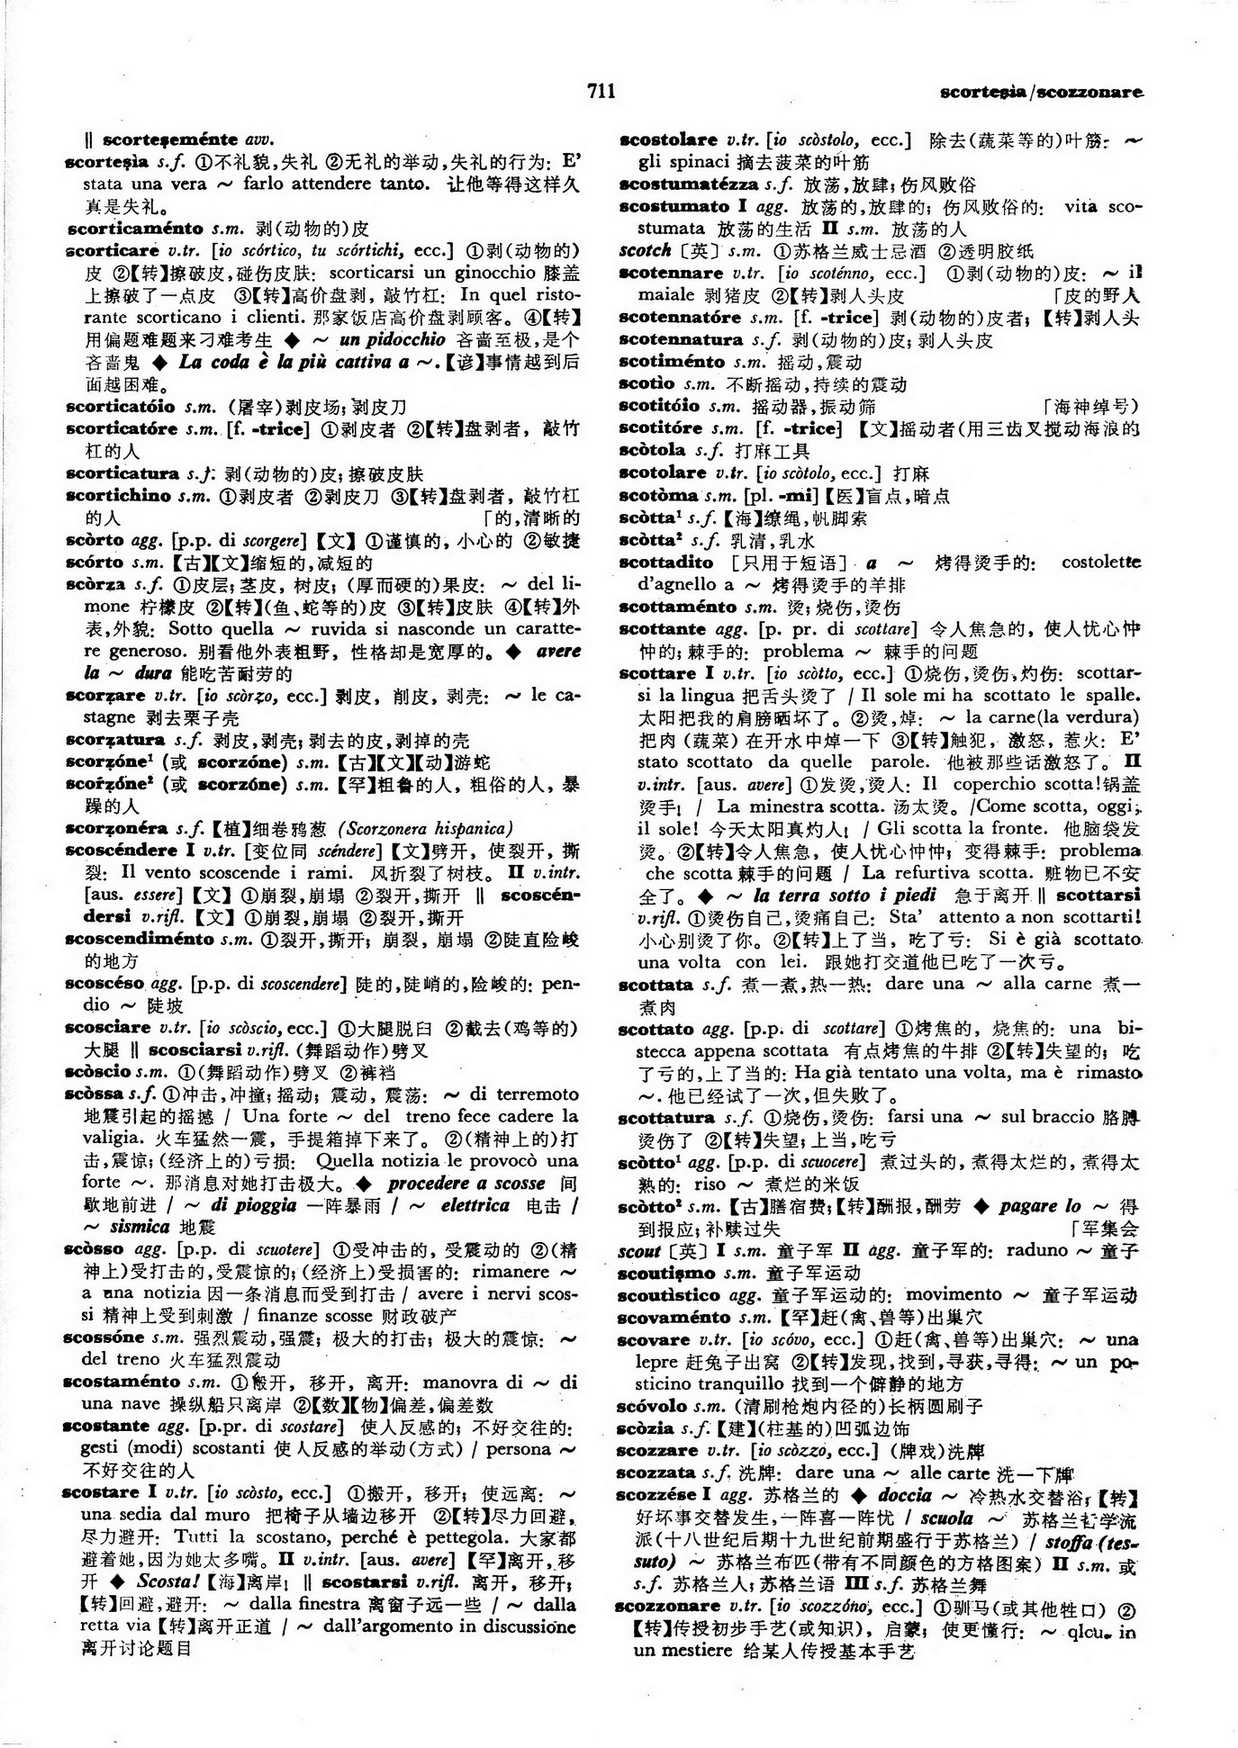 711
scortesìa/scozzonare
‖ scorteṣeménte avv.
scorteṣìa s.f. ①不礼貌,失礼 ②无礼的举动,失礼的行为: E’
stata una vera ～ farlo attendere tanto. 让他等得这样久
真是失礼。
scorticaménto s.m. 剥(动物的)皮
scorticare v.tr. [io scórtico, tu scórtichi, ecc.] ①剥(动物的)
皮 ②【转】擦破皮,碰伤皮肤: scorticarsi un ginocchio 膝盖
上擦破了一点皮 ③【转】高价盘剥, 敲竹杠: In quel risto-
rante scorticano i clienti. 那家饭店高价盘剥顾客。④【转】
用偏题难题来刁难考生 ◆ ～ un pidocchio 吝啬至极,是个
吝啬鬼 ◆ La coda è la più cattiva a ～.【谚】事情越到后
面越困难。
scorticatóio s.m. (屠宰)剥皮场; 剥皮刀
scorticatóre s.m. [f. -trice] ①剥皮者 ②【转】盘剥者, 敲竹
杠的人
scorticatura s.f. 剥(动物的)皮; 擦破皮肤
scortichino s.m. ①剥皮者 ②剥皮刀 ③【转】盘剥者, 敲竹杠
的人 「的,清晰的
scòrto agg. [p.p. di scorgere]【文】 ①谨慎的, 小心的 ②敏捷
scórto s.m. 【古】【文】缩短的,减短的
scòrza s.f. ①皮层; 茎皮, 树皮; (厚而硬的)果皮: ～ del li-
mone 柠檬皮 ②【转】(鱼、蛇等的)皮 ③【转】皮肤 ④【转】外
表,外貌: Sotto quella ～ ruvida si nasconde un caratte-
re generoso. 别看他外表粗野, 性格却是宽厚的。◆ avere
la ～ dura 能吃苦耐劳的
scorẓare v.tr. [io scòrẓo, ecc.] 剥皮, 削皮, 剥壳: ～ le ca-
stagne 剥去栗子壳
scorẓatura s.f. 剥皮,剥壳; 剥去的皮,剥掉的壳
scorẓóne¹ (或 scorzóne) s.m. 【古】【文】【动】游蛇
scorẓóne² (或 scorzóne) s.m. 【罕】粗鲁的人, 粗俗的人, 暴
躁的人
scorẓonéra s.f. 【植】细卷鸦葱 (Scorzonera hispanica)
scoscéndere I v.tr. [变位同 scéndere]【文】劈开, 使裂开, 撕
裂: Il vento scoscende i rami. 风折裂了树枝。 II v.intr.
[aus. essere]【文】 ①崩裂,崩塌 ②裂开,撕开 ‖ scoscén-
dersi v.rifl. 【文】 ①崩裂,崩塌 ②裂开,撕开
scoscendiménto s.m. ①裂开,撕开; 崩裂, 崩塌 ②陡直险峻
的地方
scoscéso agg. [p.p. di scoscendere] 陡的,陡峭的,险峻的: pen-
dio ～ 陡坡
scosciare v.tr. [io scòscio, ecc.] ①大腿脱臼 ②截去(鸡等的)
大腿 ‖ scosciarsi v.rifl. (舞蹈动作)劈叉
scòscio s.m. ①(舞蹈动作)劈叉 ②裤裆
scòssa s.f. ①冲击,冲撞; 摇动; 震动, 震荡: ～ di terremoto
地震引起的摇撼 / Una forte ～ del treno fece cadere la
valigia. 火车猛然一震, 手提箱掉下来了。 ②(精神上的)打
击,震惊; (经济上的)亏损: Quella notizia le provocò una
forte ～. 那消息对她打击极大。◆ procedere a scosse 间
歇地前进 / ～ di pioggia 一阵暴雨 / ～ elettrica 电击 /
～ sismica 地震
scòsso agg. [p.p. di scuotere] ①受冲击的, 受震动的 ②(精
神上)受打击的,受震惊的; (经济上)受损害的: rimanere ～
a una notizia 因一条消息而受到打击 / avere i nervi scos-
si 精神上受到刺激 / finanze scosse 财政破产
scossóne s.m. 强烈震动,强震; 极大的打击; 极大的震惊: ～
del treno 火车猛烈震动
scostaménto s.m. ①搬开, 移开, 离开: manovra di ～ di
una nave 操纵船只离岸 ②【数】【物】偏差,偏差数
scostante agg. [p.pr. di scostare] 使人反感的; 不好交往的:
gesti (modi) scostanti 使人反感的举动(方式) / persona ～
不好交往的人
scostare I v.tr. [io scòsto, ecc.] ①搬开, 移开; 使远离: ～
una sedia dal muro 把椅子从墙边移开 ②【转】尽力回避,
尽力避开: Tutti la scostano, perché è pettegola. 大家都
避着她,因为她太多嘴。II v.intr. [aus. avere]【罕】离开,移
开 ◆ Scosta!【海】离岸! ‖ scostarsi v.rifl. 离开, 移开;
【转】回避,避开: ～ dalla finestra 离窗子远一些 / ～ dalla
retta via【转】离开正道 / ～ dall’argomento in discussione
离开讨论题目
scostolare v.tr. [io scòstolo, ecc.] 除去(蔬菜等的)叶筋: ～
gli spinaci 摘去菠菜的叶筋
scostumatézza s.f. 放荡,放肆; 伤风败俗
scostumato I agg. 放荡的,放肆的; 伤风败俗的: vita sco-
stumata 放荡的生活 II s.m. 放荡的人
scotch〔英〕s.m. ①苏格兰威士忌酒 ②透明胶纸
scotennare v.tr. [io scoténno, ecc.] ①剥(动物的)皮: ～ il
maiale 剥猪皮 ②【转】剥人头皮 「皮的野人
scotennatóre s.m. [f. -trice] 剥(动物的)皮者; 【转】剥人头
scotennatura s.f. 剥(动物的)皮; 剥人头皮
scotiménto s.m. 摇动,震动
scotìo s.m. 不断摇动,持续的震动
scotitóio s.m. 摇动器,振动筛 「海神绰号)
scotitóre s.m. [f. -trice] 【文】摇动者(用三齿叉搅动海浪的
scòtola s.f. 打麻工具
scotolare v.tr. [io scòtolo, ecc.] 打麻
scotòma s.m. [pl. -mi]【医】盲点,暗点
scòtta¹ s.f.【海】缭绳,帆脚索
scòtta² s.f. 乳清,乳水
scottadito [只用于短语] a ～ 烤得烫手的: costolette
d’agnello a ～ 烤得烫手的羊排
scottaménto s.m. 烫; 烧伤,烫伤
scottante agg. [p. pr. di scottare] 令人焦急的, 使人忧心忡
忡的; 棘手的: problema ～ 棘手的问题
scottare I v.tr. [io scòtto, ecc.] ①烧伤,烫伤、灼伤: scottar-
si la lingua 把舌头烫了 / Il sole mi ha scottato le spalle.
太阳把我的肩膀晒坏了。②烫,焯: ～ la carne(la verdura)
把肉 (蔬菜) 在开水中焯一下 ③【转】触犯, 激怒, 惹火: E’
stato scottato da quelle parole. 他被那些话激怒了。II
v.intr. [aus. avere] ①发烫,烫人: Il coperchio scotta!锅盖
烫手! / La minestra scotta. 汤太烫。/Come scotta, oggi,
il sole! 今天太阳真灼人! / Gli scotta la fronte. 他脑袋发
烫。②【转】令人焦急, 使人忧心忡忡; 变得棘手: problema
che scotta棘手的问题 / La refurtiva scotta. 赃物已不安
全了。◆ ～ la terra sotto i piedi 急于离开 ‖ scottarsi
v.rifl. ①烫伤自己,烫痛自己: Sta’ attento a non scottarti!
小心别烫了你。②【转】上了当, 吃了亏: Si è già scottato
una volta con lei. 跟她打交道他已吃了一次亏。
scottata s.f. 煮一煮,热一热: dare una ～ alla carne 煮一
煮肉
scottato agg. [p.p. di scottare] ①烤焦的, 烧焦的: una bi-
stecca appena scottata 有点烤焦的牛排 ②【转】失望的; 吃
了亏的,上了当的: Ha già tentato una volta, ma è rimasto
～. 他已经试了一次,但失败了。
scottatura s.f. ①烧伤,烫伤: farsi una ～ sul braccio 胳膊
烫伤了 ②【转】失望; 上当,吃亏
scòtto¹ agg. [p.p. di scuocere] 煮过头的, 煮得太烂的, 煮得太
熟的: riso ～ 煮烂的米饭
scòtto² s.m. 【古】膳宿费; 【转】酬报,酬劳 ◆ pagare lo ～ 得
到报应; 补赎过失 「军集会
scout〔英〕I s.m. 童子军 II agg. 童子军的: raduno ～ 童子
scoutiṣmo s.m. 童子军运动
scoutìstico agg. 童子军运动的: movimento ～ 童子军运动
scovaménto s.m. 【罕】赶(禽、兽等)出巢穴
scovare v.tr. [io scóvo, ecc.] ①赶(禽、兽等)出巢穴: ～ una
lepre 赶兔子出窝 ②【转】发现,找到,寻获,寻得: ～ un po-
sticino tranquillo 找到一个僻静的地方
scóvolo s.m. (清刷枪炮内径的)长柄圆刷子
scòzia s.f.【建】(柱基的)凹弧边饰
scozzare v.tr. [io scòzzo, ecc.] (牌戏)洗牌
scozzata s.f. 洗牌: dare una ～ alle carte 洗一下牌
scozzése I agg. 苏格兰的 ◆ doccia ～ 冷热水交替浴; 【转】
好坏事交替发生,一阵喜一阵忧 / scuola ～ 苏格兰哲学流
派(十八世纪后期十九世纪前期盛行于苏格兰) / stoffa (tes-
suto) ～ 苏格兰布匹(带有不同颜色的方格图案) II s.m. 或
s.f. 苏格兰人; 苏格兰语 III s.f. 苏格兰舞
scozzonare v.tr. [io scozzóno, ecc.] ①驯马(或其他牲口) ②
【转】传授初步手艺(或知识), 启蒙; 使更懂行: ～ qlcu. in
un mestiere 给某人传授基本手艺